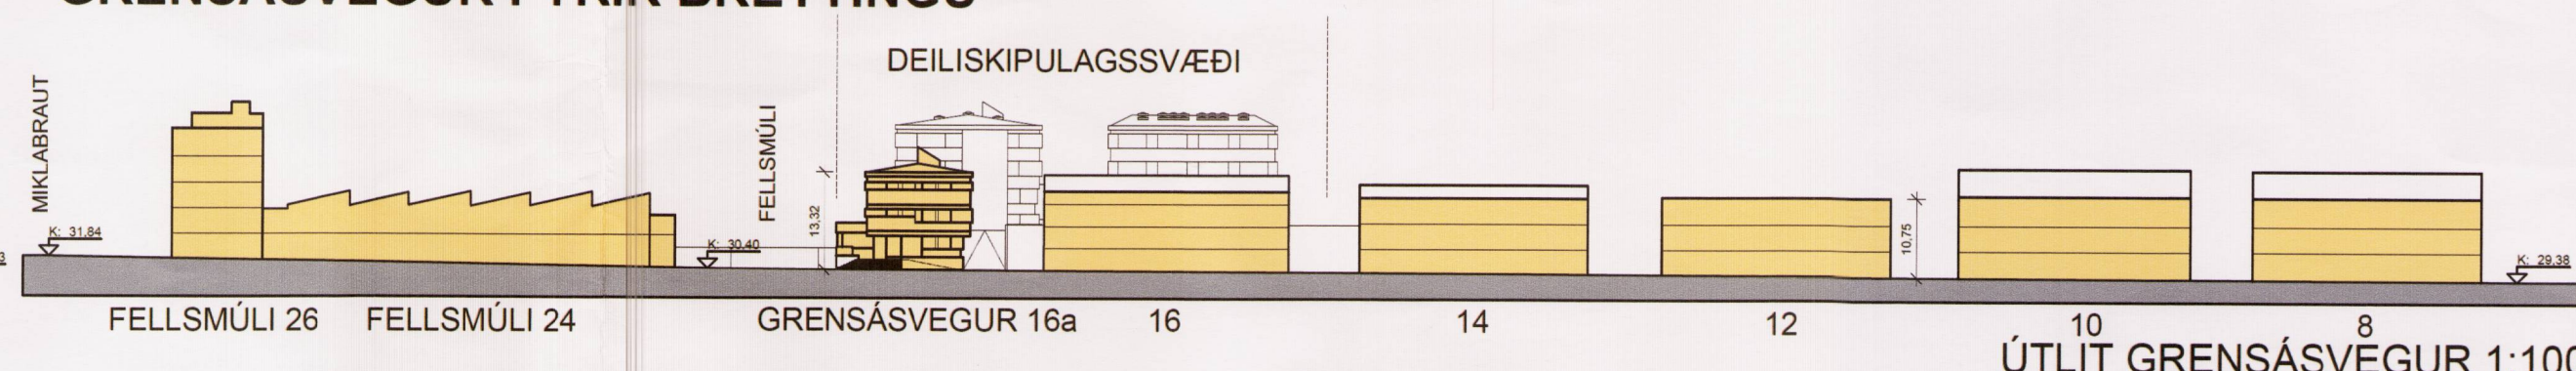 DEILISKIPULAGSSVÆÐI
MIKLABRAUT
FELLSMÚLI
K: 31,84
K: 30,40
13,32
10,75
K: 29,38
3
FELLSMÚLI 26
FELLSMÚLI 24
GRENSÁSVEGUR 16a
16
14
12
10
8
ÚTLIT GRENSÁSVEGUR 1:100